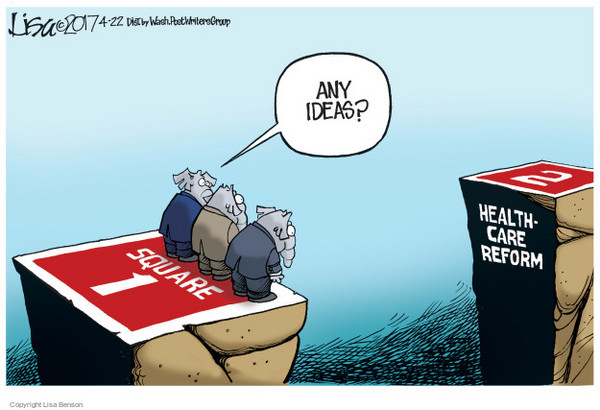 Lisa ©2017 4-22 Dist by Wash.Post Writers Group
ANY
IDEAS?
SQUARE
1
2
HEALTH-
CARE
REFORM
Copyright Lisa Benson